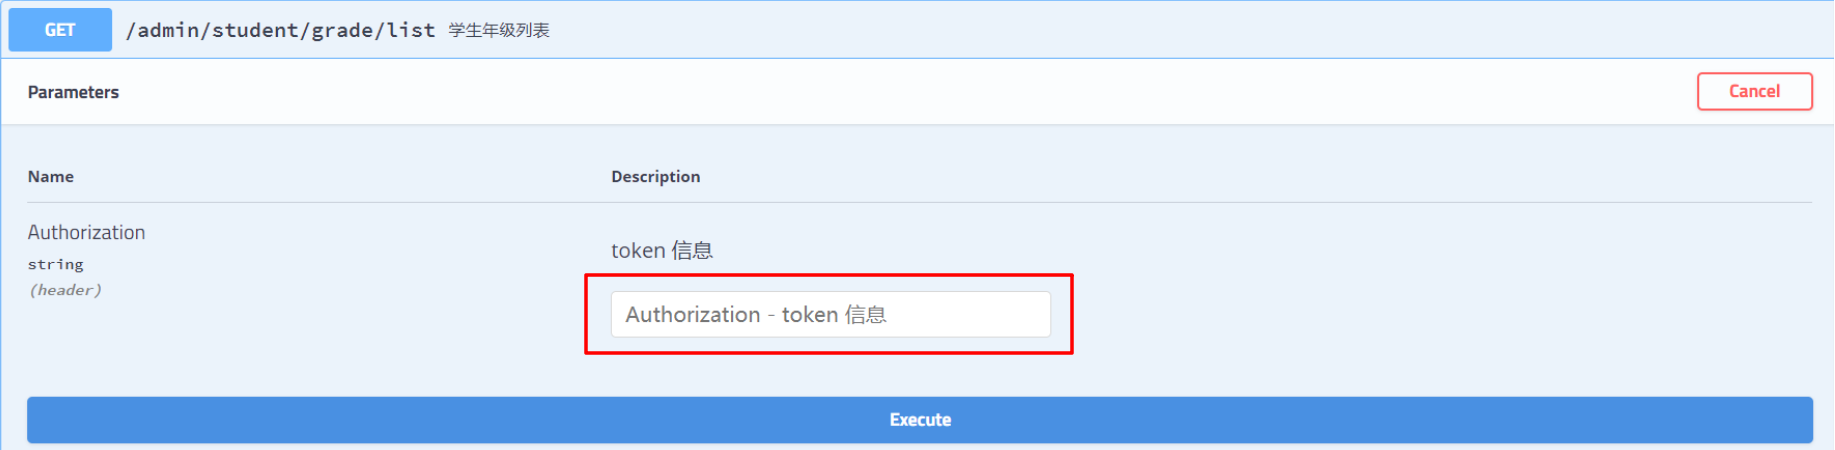 GET /admin/student/grade/list 学生年级列表
Parameters Cancel
Name Description
Authorization
string
(header)
token 信息
Authorization - token 信息
Execute